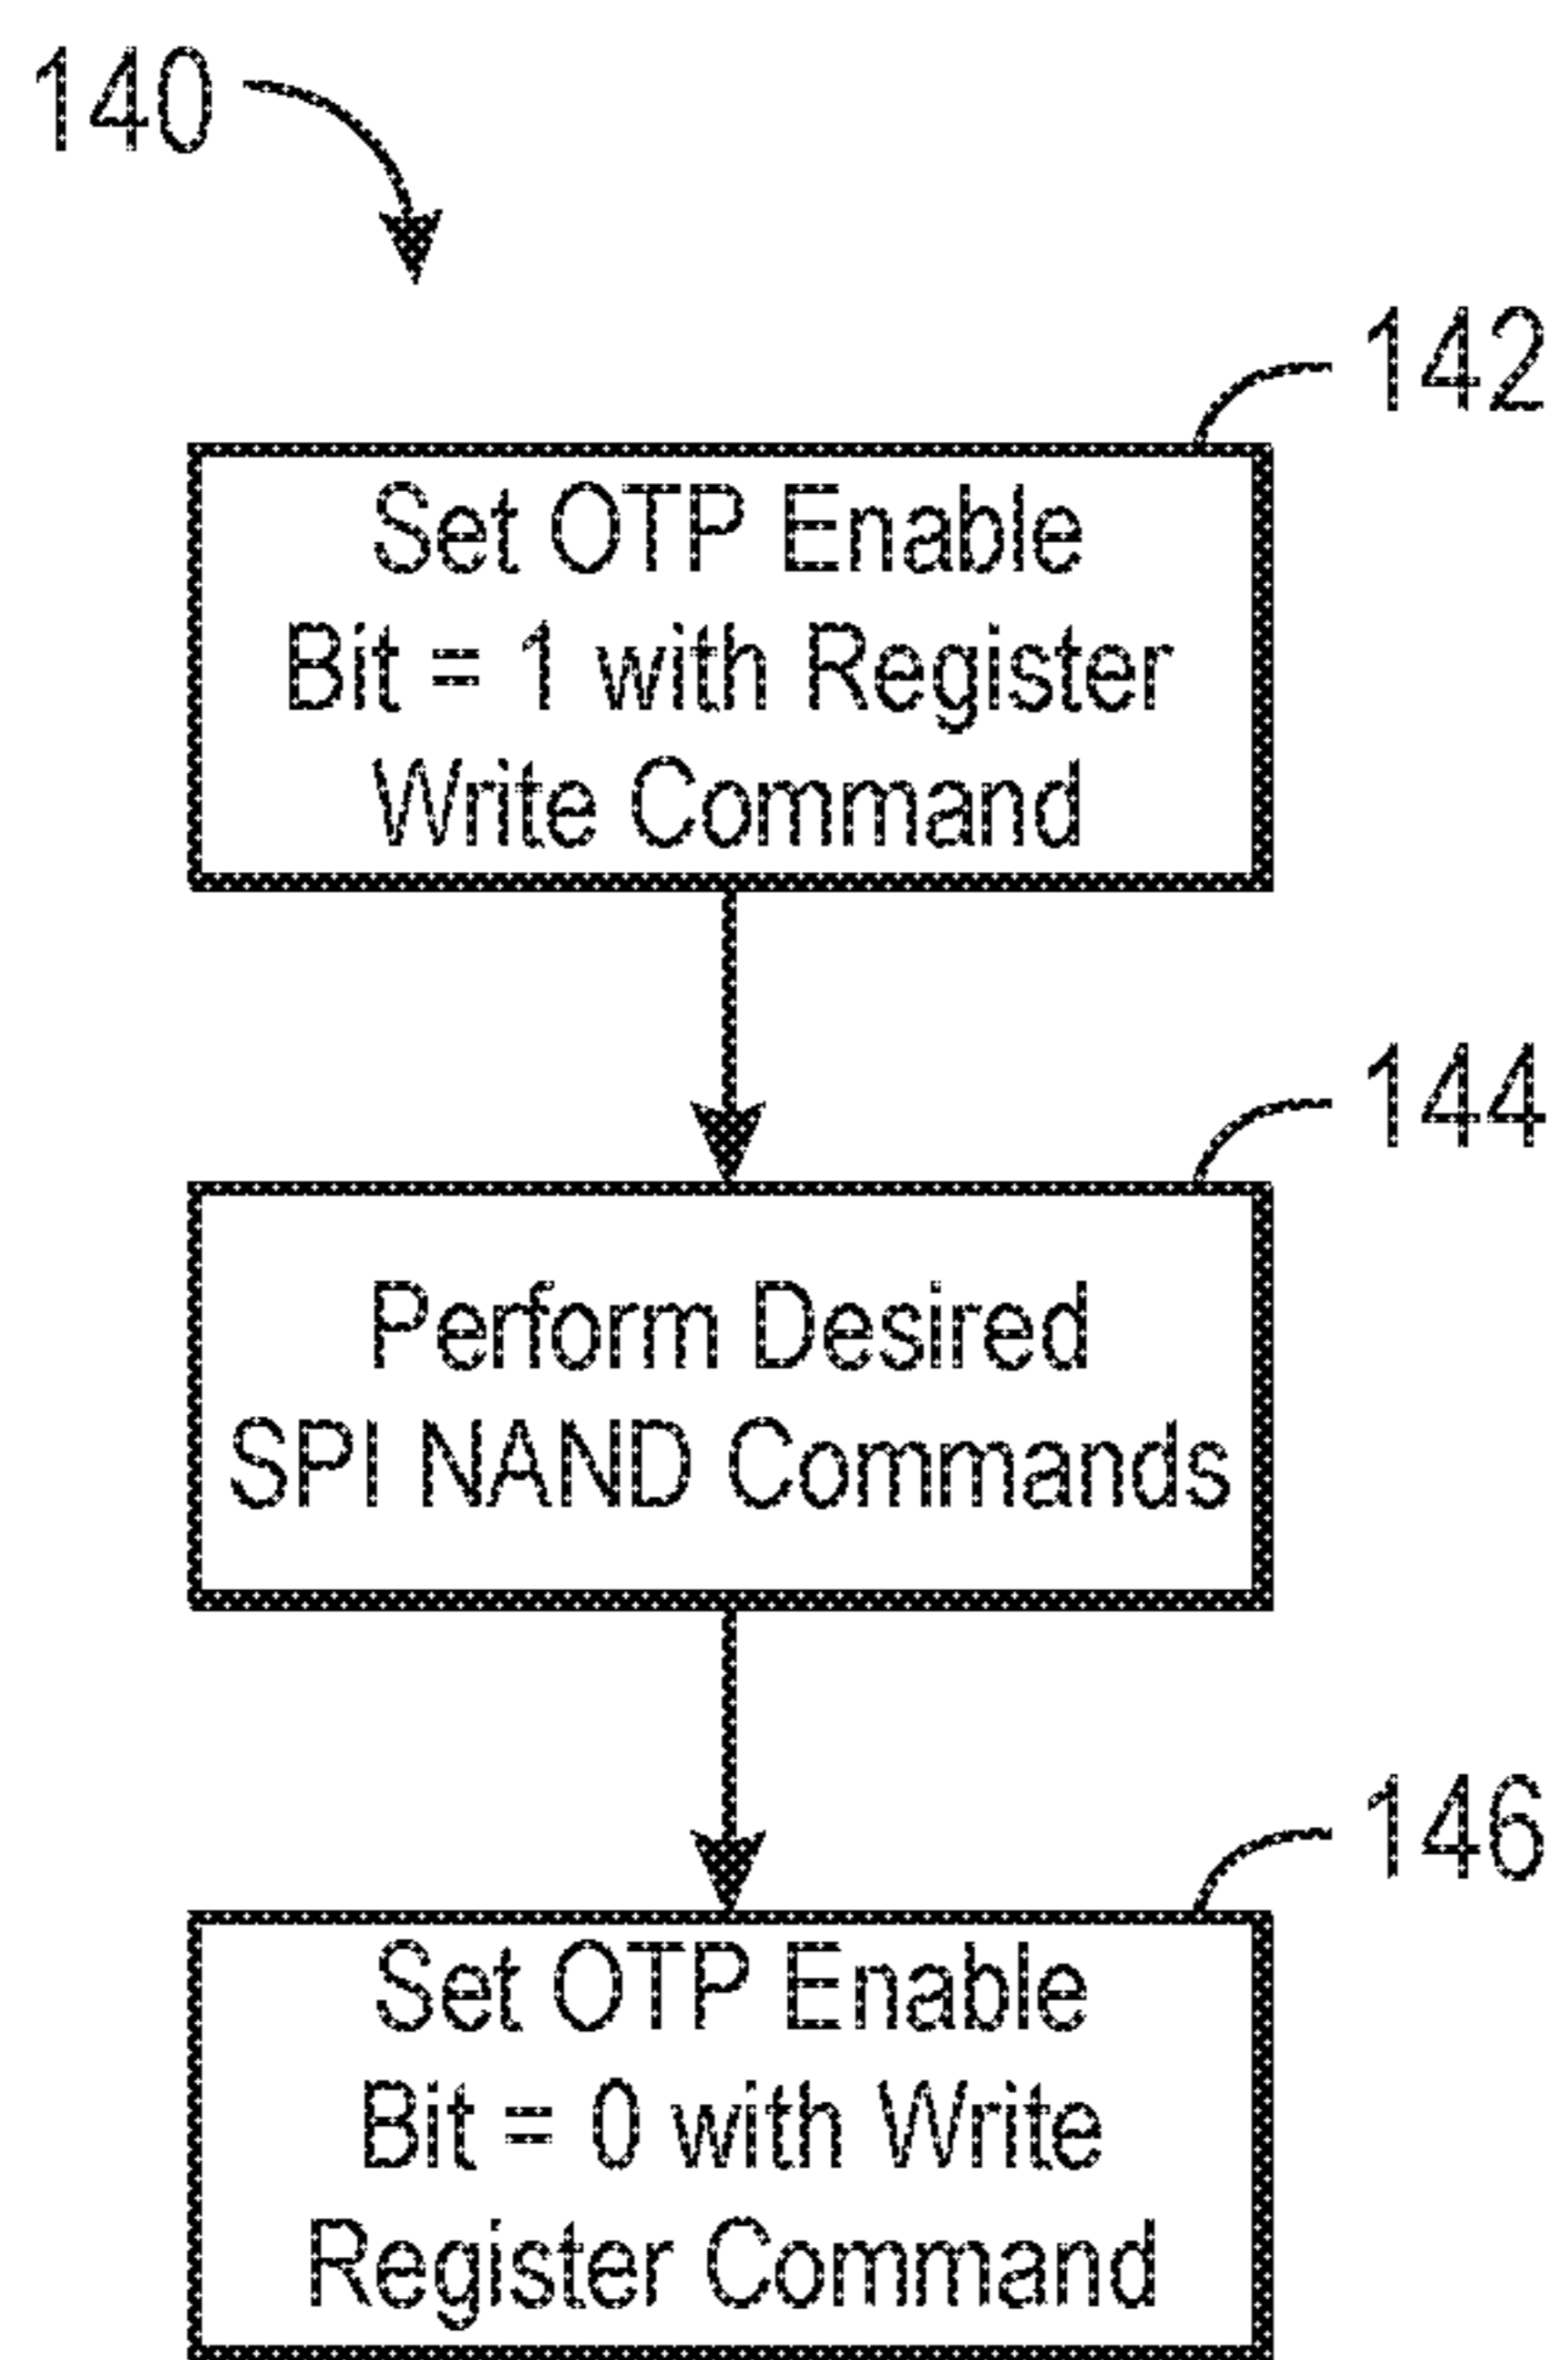 140
142
Set OTP Enable
Bit = 1 with Register
Write Command
144
Perform Desired
SPI NAND Commands
146
Set OTP Enable
Bit = 0 with Write
Register Command